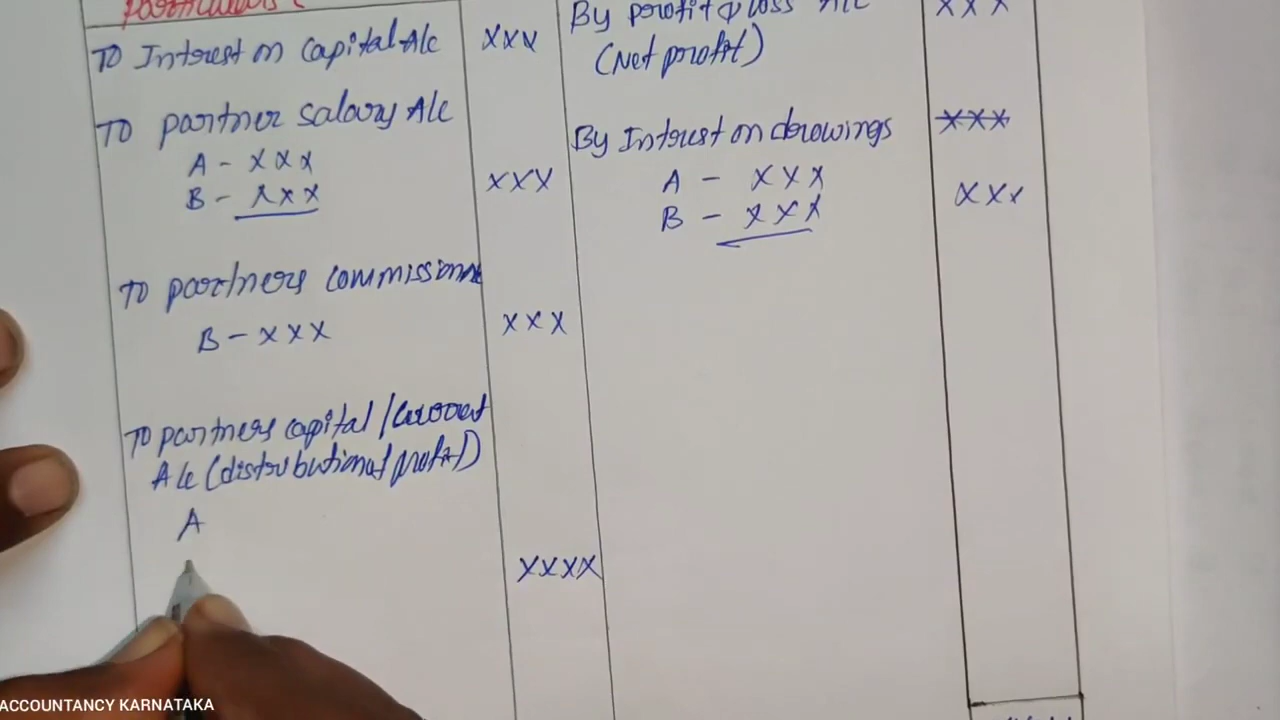 Particulars
To Interest on capital A/c xxx
To partner salary A/c
A - xxx
B - xxx xxx
To partners commission
B - xxx xxx
To partners capital /Current
A/c (distributional profit)
A
xxxx
By profit & loss A/c xxx
(Net profit)
By Interest on drawings xxx
A - xxx
B - xxx xxx
ACCOUNTANCY KARNATAKA